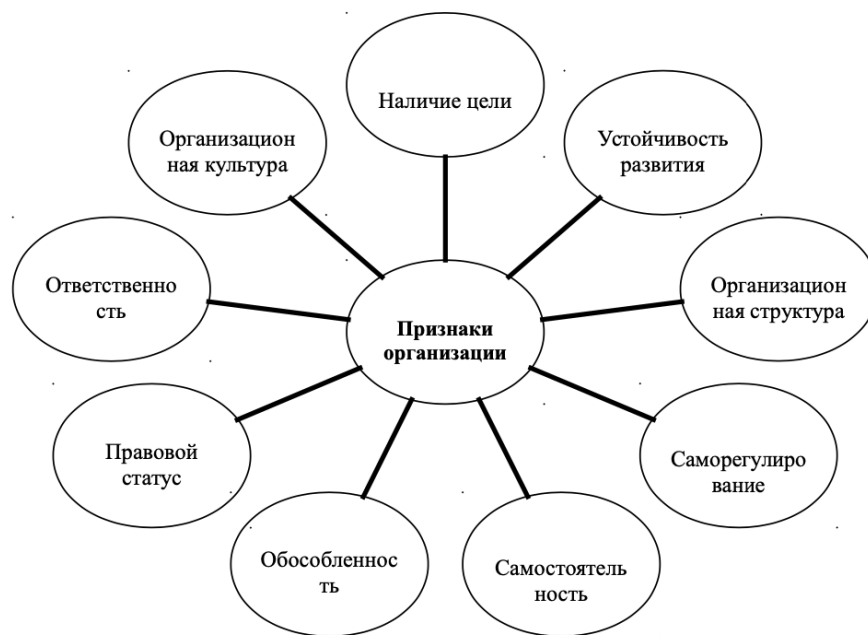 Наличие цели
Организацион
ная культура
Устойчивость
развития
Ответственно
сть
Организацион
ная структура
Признаки
организации
Правовой
статус
Саморегулиро
вание
Обособленнос
ть
Самостоятель
ность